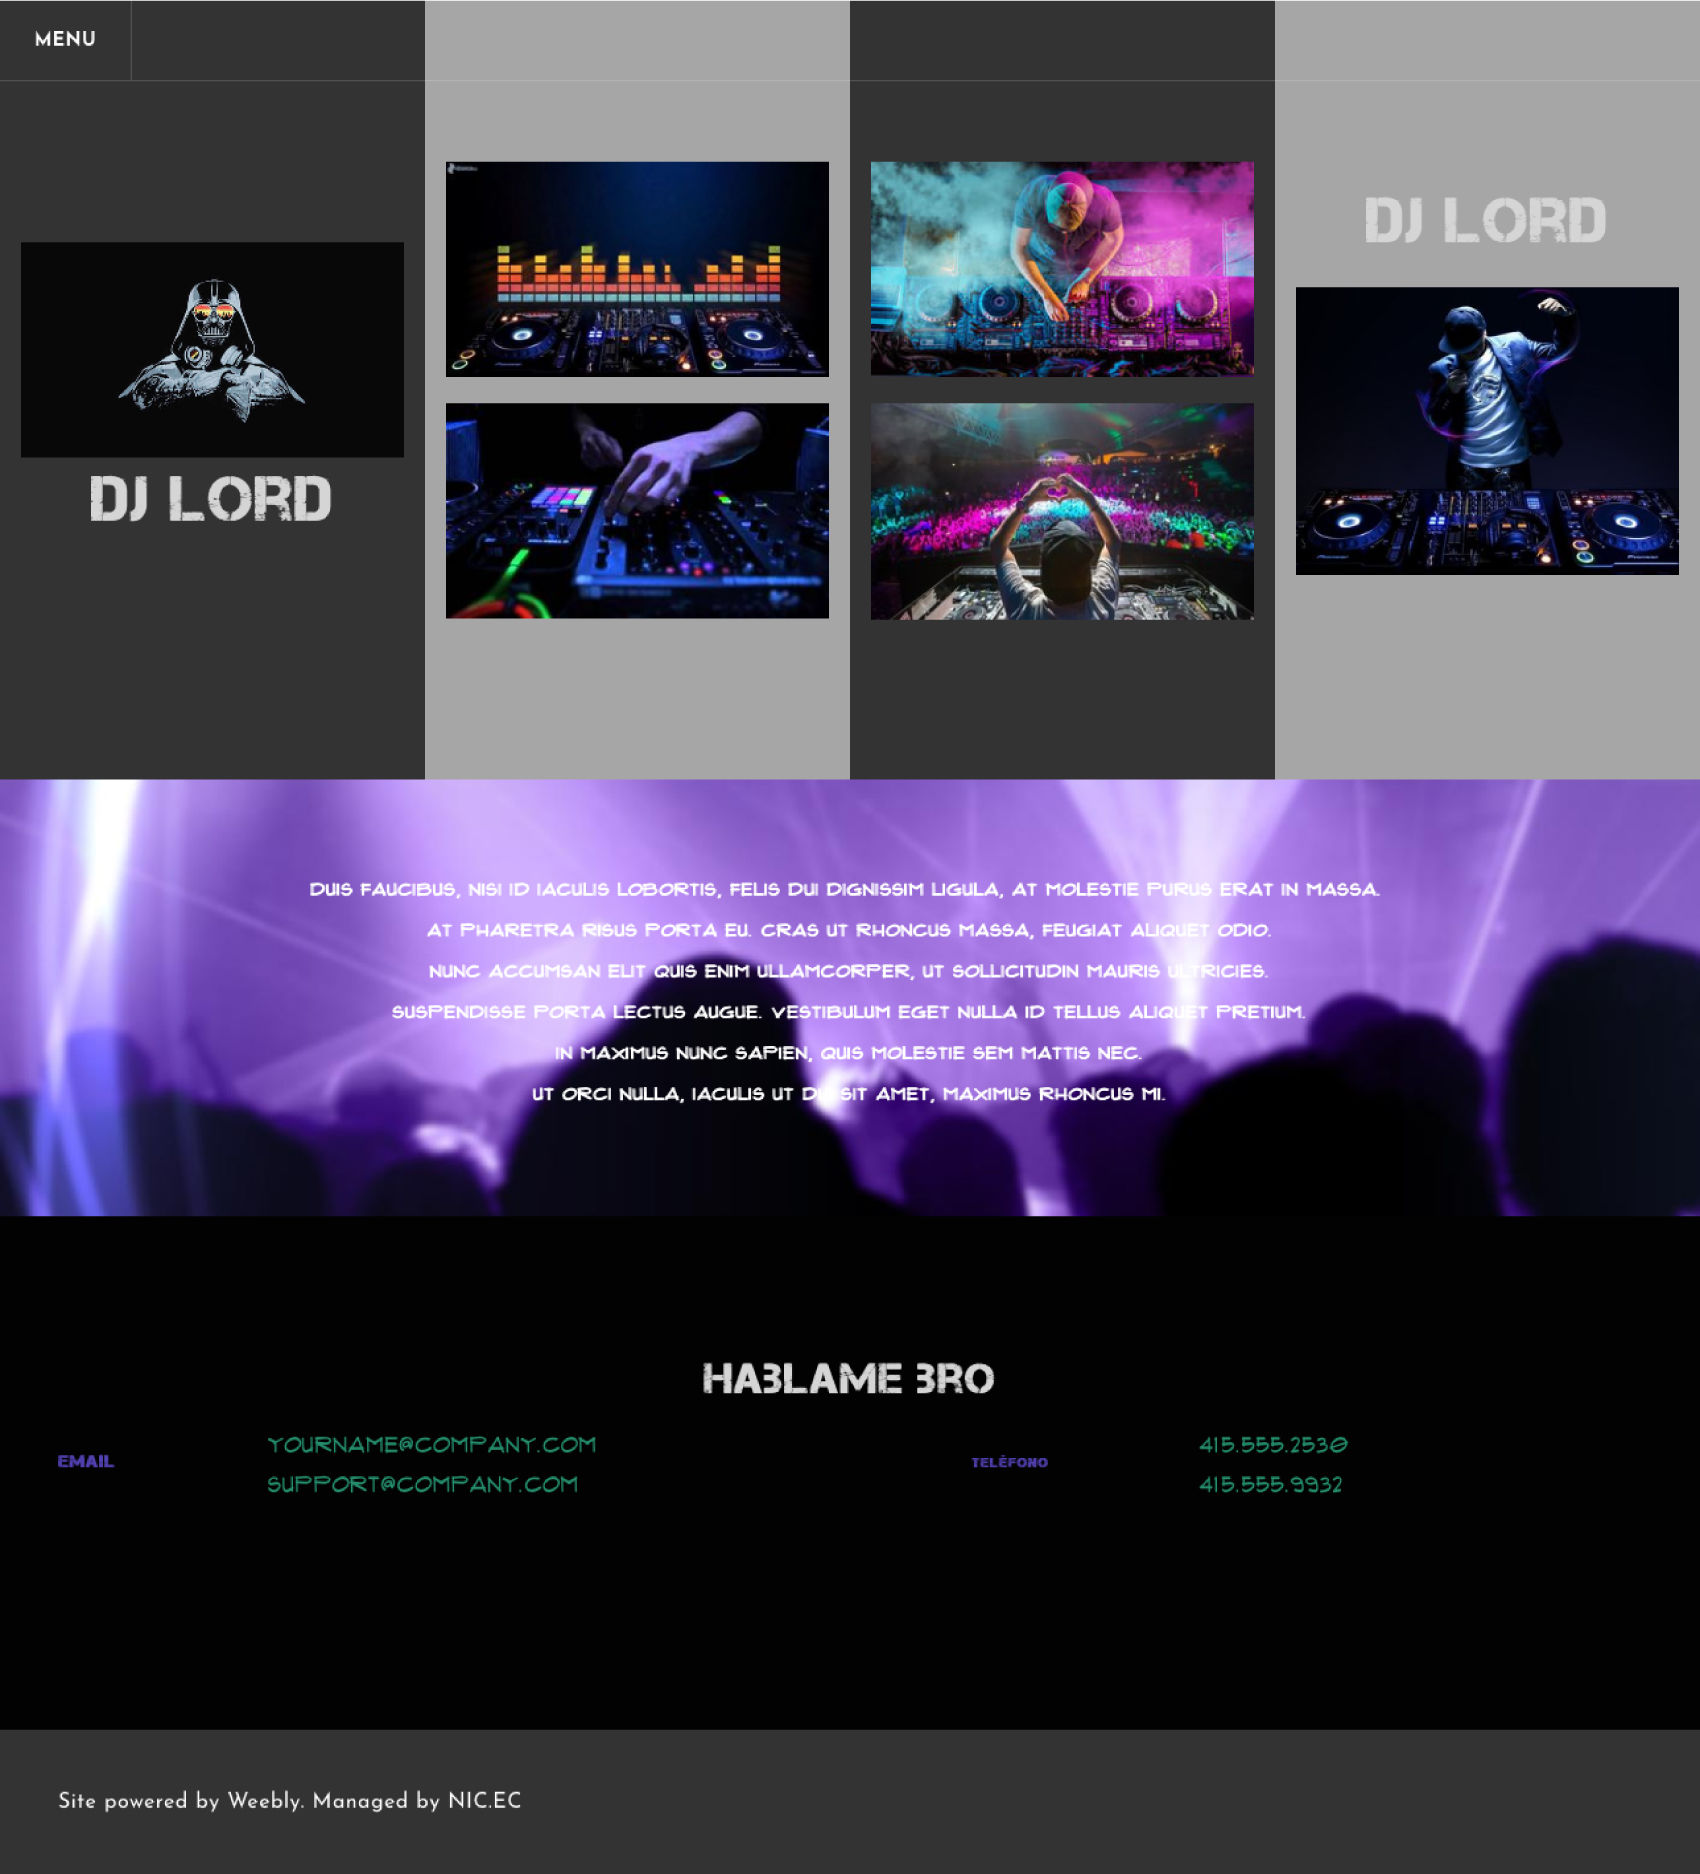 MENU
DJ LORD
DJ LORD
DUIS FAUCIBUS, NISI ID IACULIS LOBORTIS, FELIS DUI DIGNISSIM LIGULA, AT MOLESTIE PURUS ERAT IN MASSA.
AT PHARETRA RISUS PORTA EU. CRAS UT RHONCUS MASSA, FEUGIAT ALIQUET ODIO.
NUNC ACCUMSAN ELIT QUIS ENIM ULLAMCORPER, UT SOLLICITUDIN MAURIS ULTRICIES.
SUSPENDISSE PORTA LECTUS AUGUE. VESTIBULUM EGET NULLA ID TELLUS ALIQUET PRETIUM.
IN MAXIMUS NUNC SAPIEN, QUIS MOLESTIE SEM MATTIS NEC.
UT ORCI NULLA, IACULIS UT DUI SIT AMET, MAXIMUS RHONCUS MI.
HABLAME BRO
EMAIL
YOURNAME@COMPANY.COM
SUPPORT@COMPANY.COM
TELÉFONO
415.555.2530
415.555.9932
Site powered by Weebly. Managed by NIC.EC